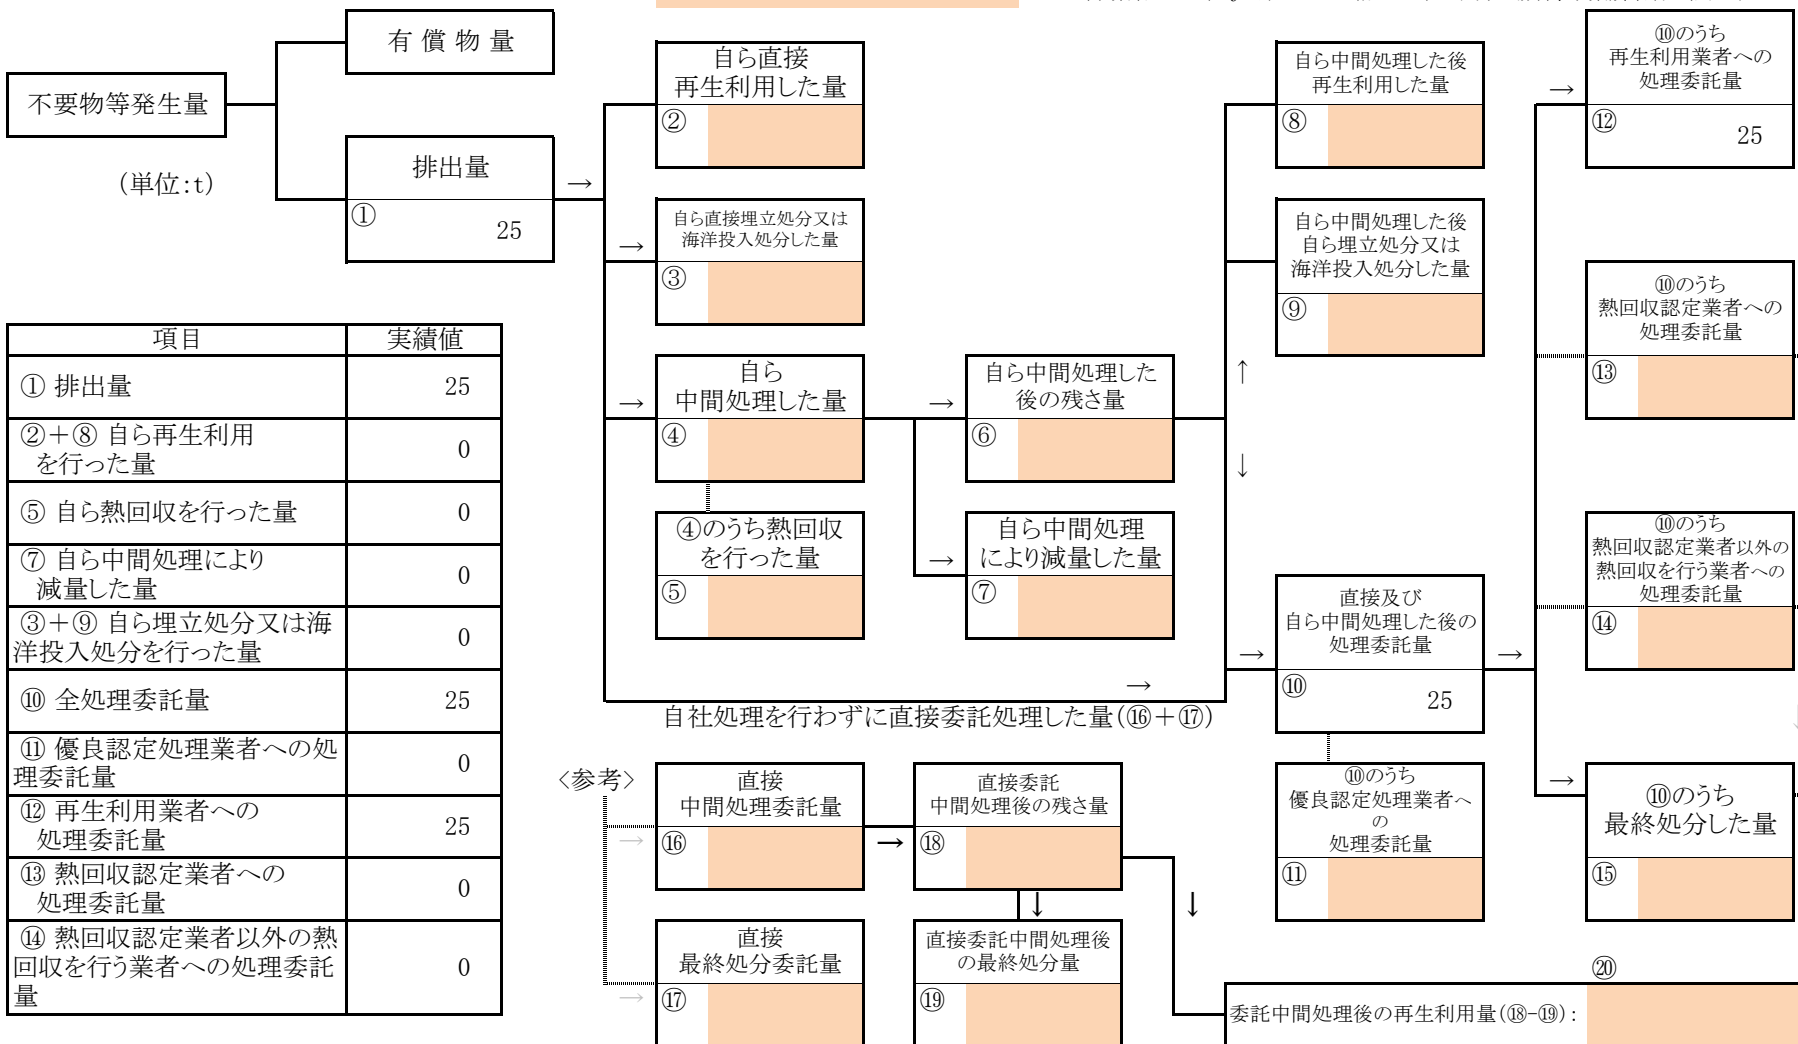 有 償 物 量
不要物等発生量
(単位:t)
排出量
①
25
→
自ら直接
再生利用した量
②
→
自ら直接埋立処分又は
海洋投入処分した量
③
→
自ら
中間処理した量
④
④のうち熱回収
を行った量
⑤
→
自ら中間処理した
後の残さ量
⑥
→
自ら中間処理
により減量した量
⑦
自ら中間処理した後
再生利用した量
⑧
自ら中間処理した後
自ら埋立処分又は
海洋投入処分した量
⑨
↑
↓
→
直接及び
自ら中間処理した後の
処理委託量
⑩
25
→
→
自社処理を行わずに直接委託処理した量(⑯+⑰)
⑩のうち
優良認定処理業者へ
の
処理委託量
⑪
→
⑩のうち
再生利用業者への
処理委託量
⑫
25
⑩のうち
熱回収認定業者への
処理委託量
⑬
⑩のうち
熱回収認定業者以外の
熱回収を行う業者への
処理委託量
⑭
→
⑩のうち
最終処分した量
⑮
項目 実績値
① 排出量 25
②+⑧ 自ら再生利用
を行った量 0
⑤ 自ら熱回収を行った量 0
⑦ 自ら中間処理により
減量した量 0
③+⑨ 自ら埋立処分又は海
洋投入処分を行った量 0
⑩ 全処理委託量 25
⑪ 優良認定処理業者への処
理委託量 0
⑫ 再生利用業者への
処理委託量 25
⑬ 熱回収認定業者への
処理委託量 0
⑭ 熱回収認定業者以外の熱
回収を行う業者への処理委託
量 0
<参考>
→
直接
中間処理委託量
⑯
→
直接委託
中間処理後の残さ量
⑱
↓
↓
→
直接
最終処分委託量
⑰
直接委託中間処理後
の最終処分量
⑲
⑳
委託中間処理後の再生利用量(⑱-⑲):